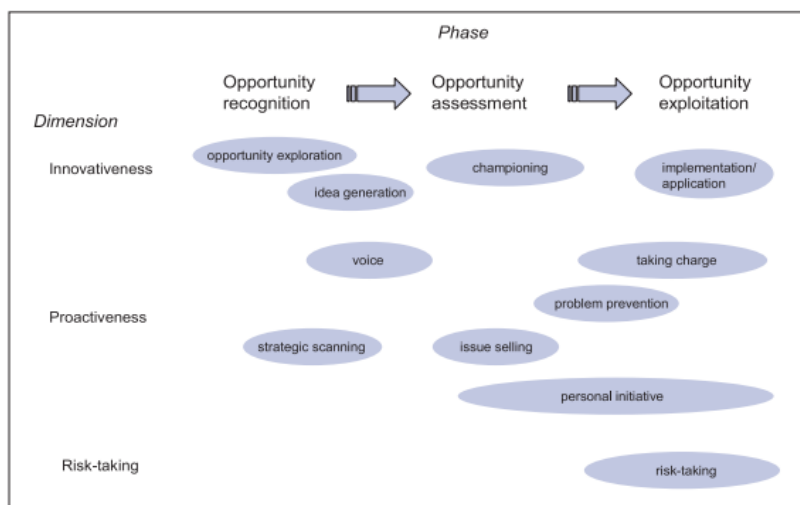 Phase
Opportunity
recognition
Opportunity
assessment
Opportunity
exploitation
Dimension
Innovativeness
opportunity exploration
idea generation
championing
implementation/
application
voice
taking charge
problem prevention
Proactiveness
strategic scanning
issue selling
personal initiative
Risk-taking
risk-taking